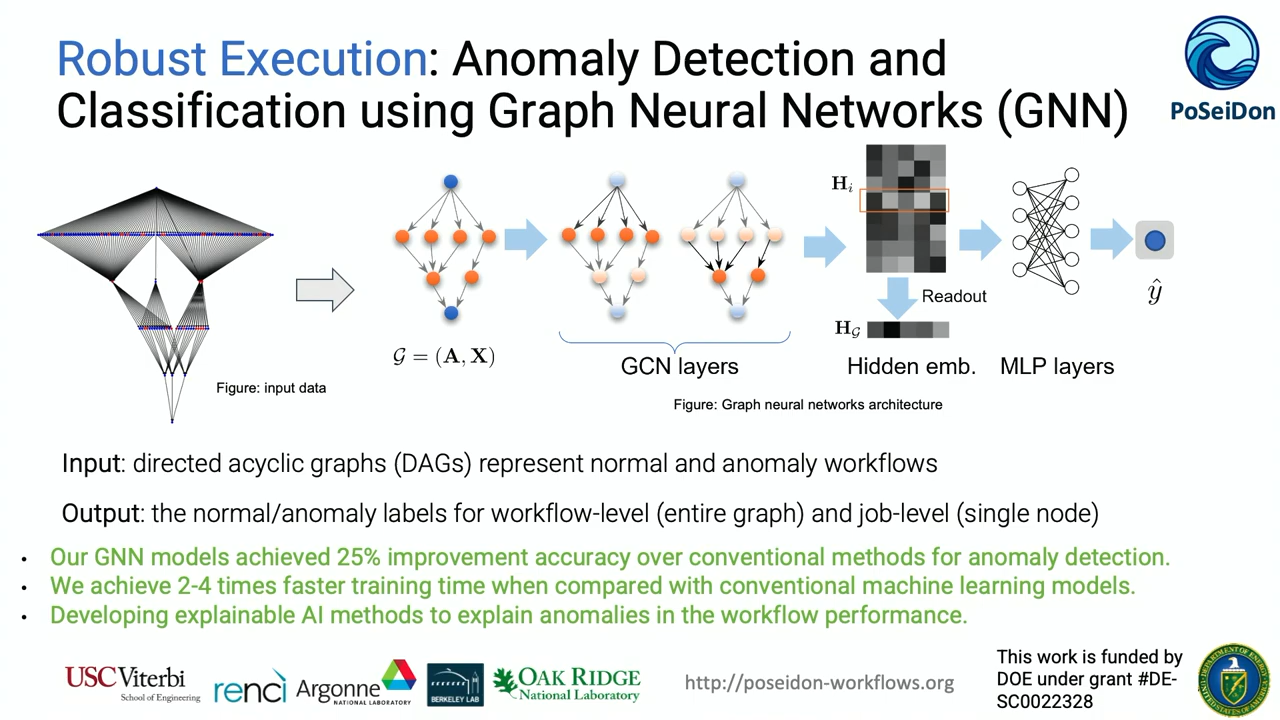 Robust Execution: Anomaly Detection and
Classification using Graph Neural Networks (GNN)
PoSeiDon
Figure: input data
𝒢 = (A, X)
GCN layers
H𝑖
Readout
H𝒢
Hidden emb.
MLP layers
ŷ
Figure: Graph neural networks architecture
Input: directed acyclic graphs (DAGs) represent normal and anomaly workflows
Output: the normal/anomaly labels for workflow-level (entire graph) and job-level (single node)
• Our GNN models achieved 25% improvement accuracy over conventional methods for anomaly detection.
• We achieve 2-4 times faster training time when compared with conventional machine learning models.
• Developing explainable AI methods to explain anomalies in the workflow performance.
USC Viterbi
School of Engineering
renci
Argonne
NATIONAL LABORATORY
BERKELEY LAB
OAK RIDGE
National Laboratory
http://poseidon-workflows.org
This work is funded by
DOE under grant #DE-
SC0022328